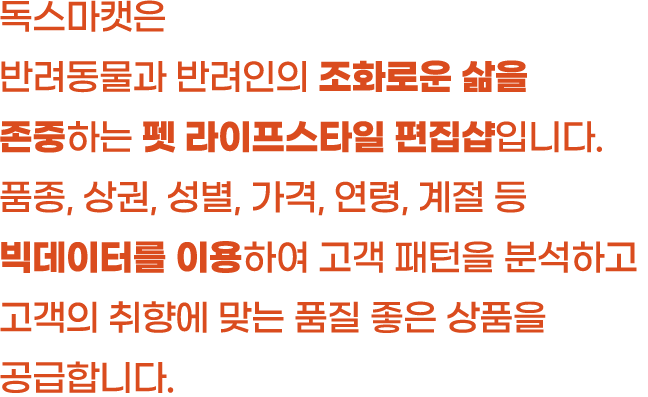 독스마캣은
반려동물과 반려인의 조화로운 삶을
존중하는 펫 라이프스타일 편집샵입니다.
품종, 상권, 성별, 가격, 연령, 계절 등
빅데이터를 이용하여 고객 패턴을 분석하고
고객의 취향에 맞는 품질 좋은 상품을
공급합니다.